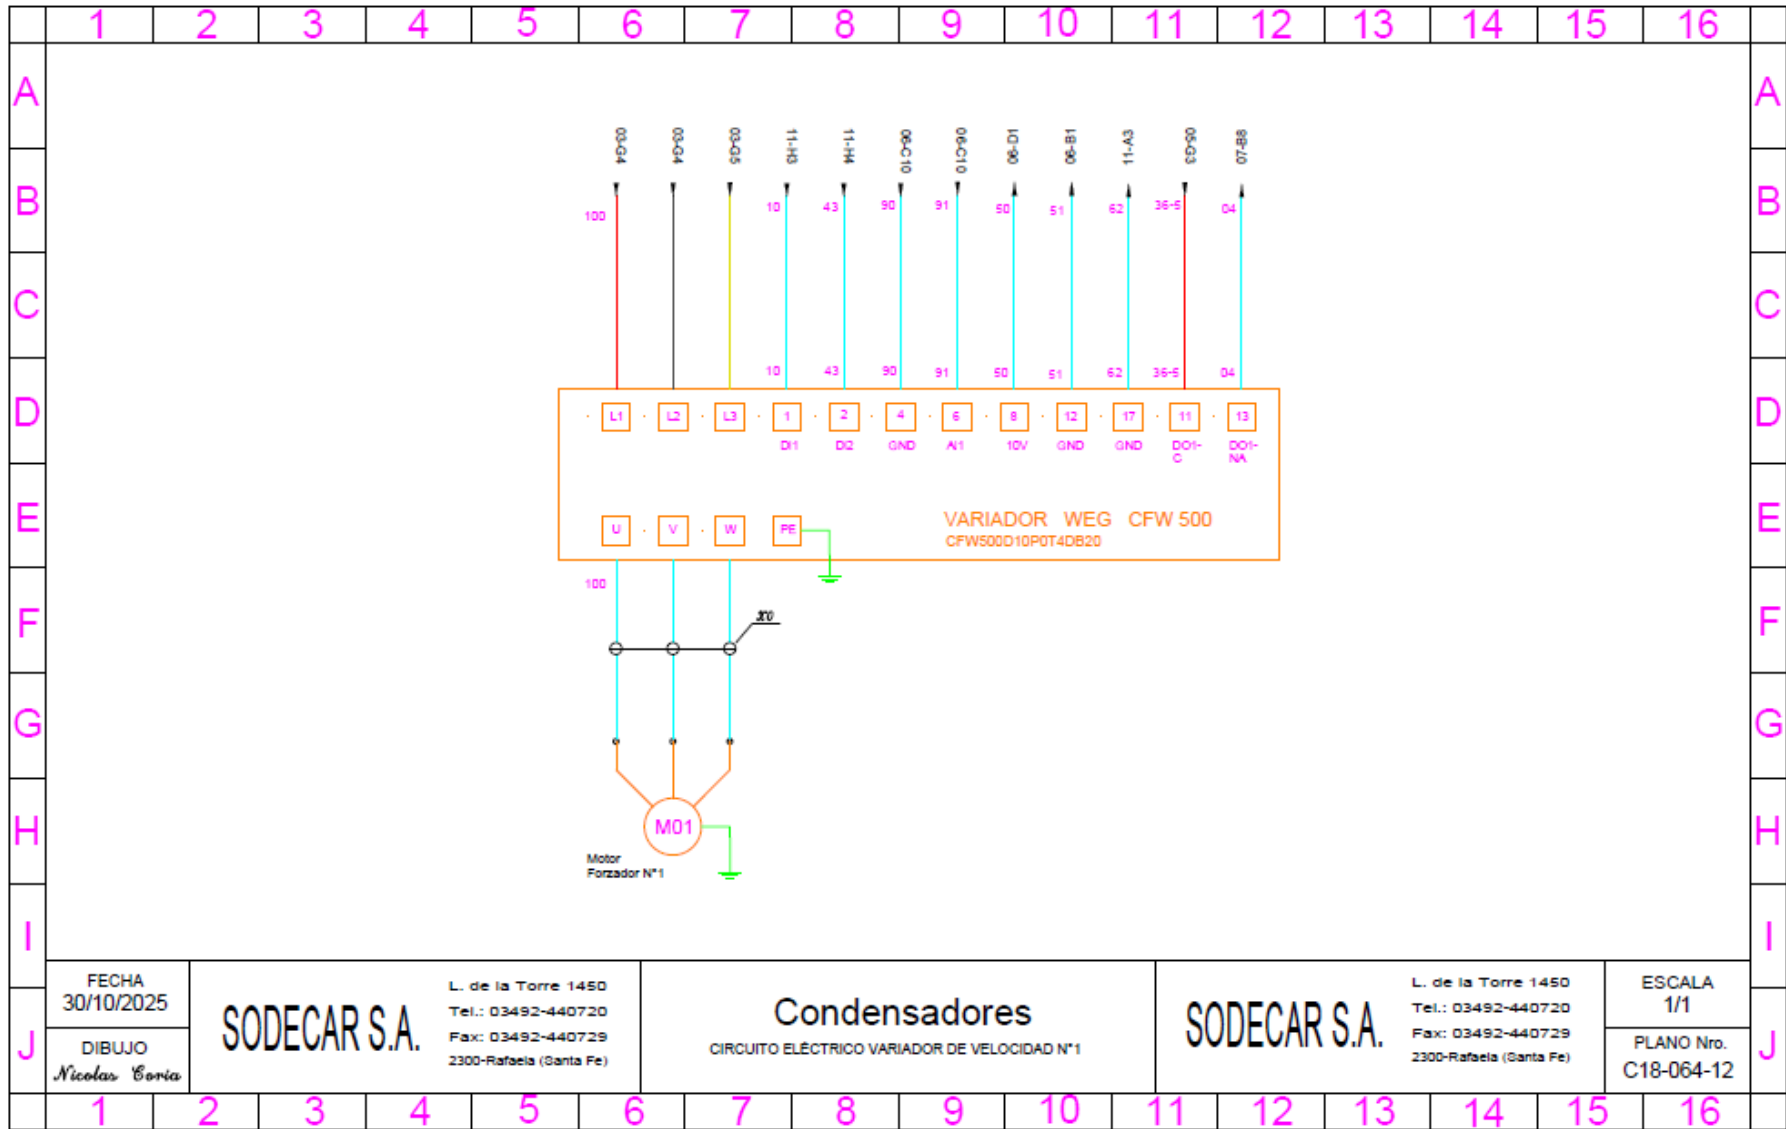 1 2 3 4 5 6 7 8 9 10 11 12 13 14 15 16
A A
B B
C C
D D
E E
F F
G G
H H
I I
J J
03-G4 03-G4 03-G5 11-H3 11-H4 06-C10 06-C10 06-D1 06-B1 11-A3 05-G3 07-B8
100 10 43 90 91 50 51 62 36-5 04
10 43 90 91 50 51 62 36-5 04
L1 L2 L3 1 2 4 6 8 12 17 11 13
DI1 DI2 GND AI1 10V GND GND DO1- DO1-
C NA
VARIADOR WEG CFW 500
CFW500D10P0T4DB20
U V W PE
100
M01
Motor
Forzador N°1
FECHA
30/10/2025
DIBUJO
Nicolas Coria
SODECAR S.A.
L. de la Torre 1450
Tel.: 03492-440720
Fax: 03492-440729
2300-Rafaela (Santa Fe)
Condensadores
CIRCUITO ELÉCTRICO VARIADOR DE VELOCIDAD N°1
SODECAR S.A.
L. de la Torre 1450
Tel.: 03492-440720
Fax: 03492-440729
2300-Rafaela (Santa Fe)
ESCALA
1/1
PLANO Nro.
C18-064-12
1 2 3 4 5 6 7 8 9 10 11 12 13 14 15 16